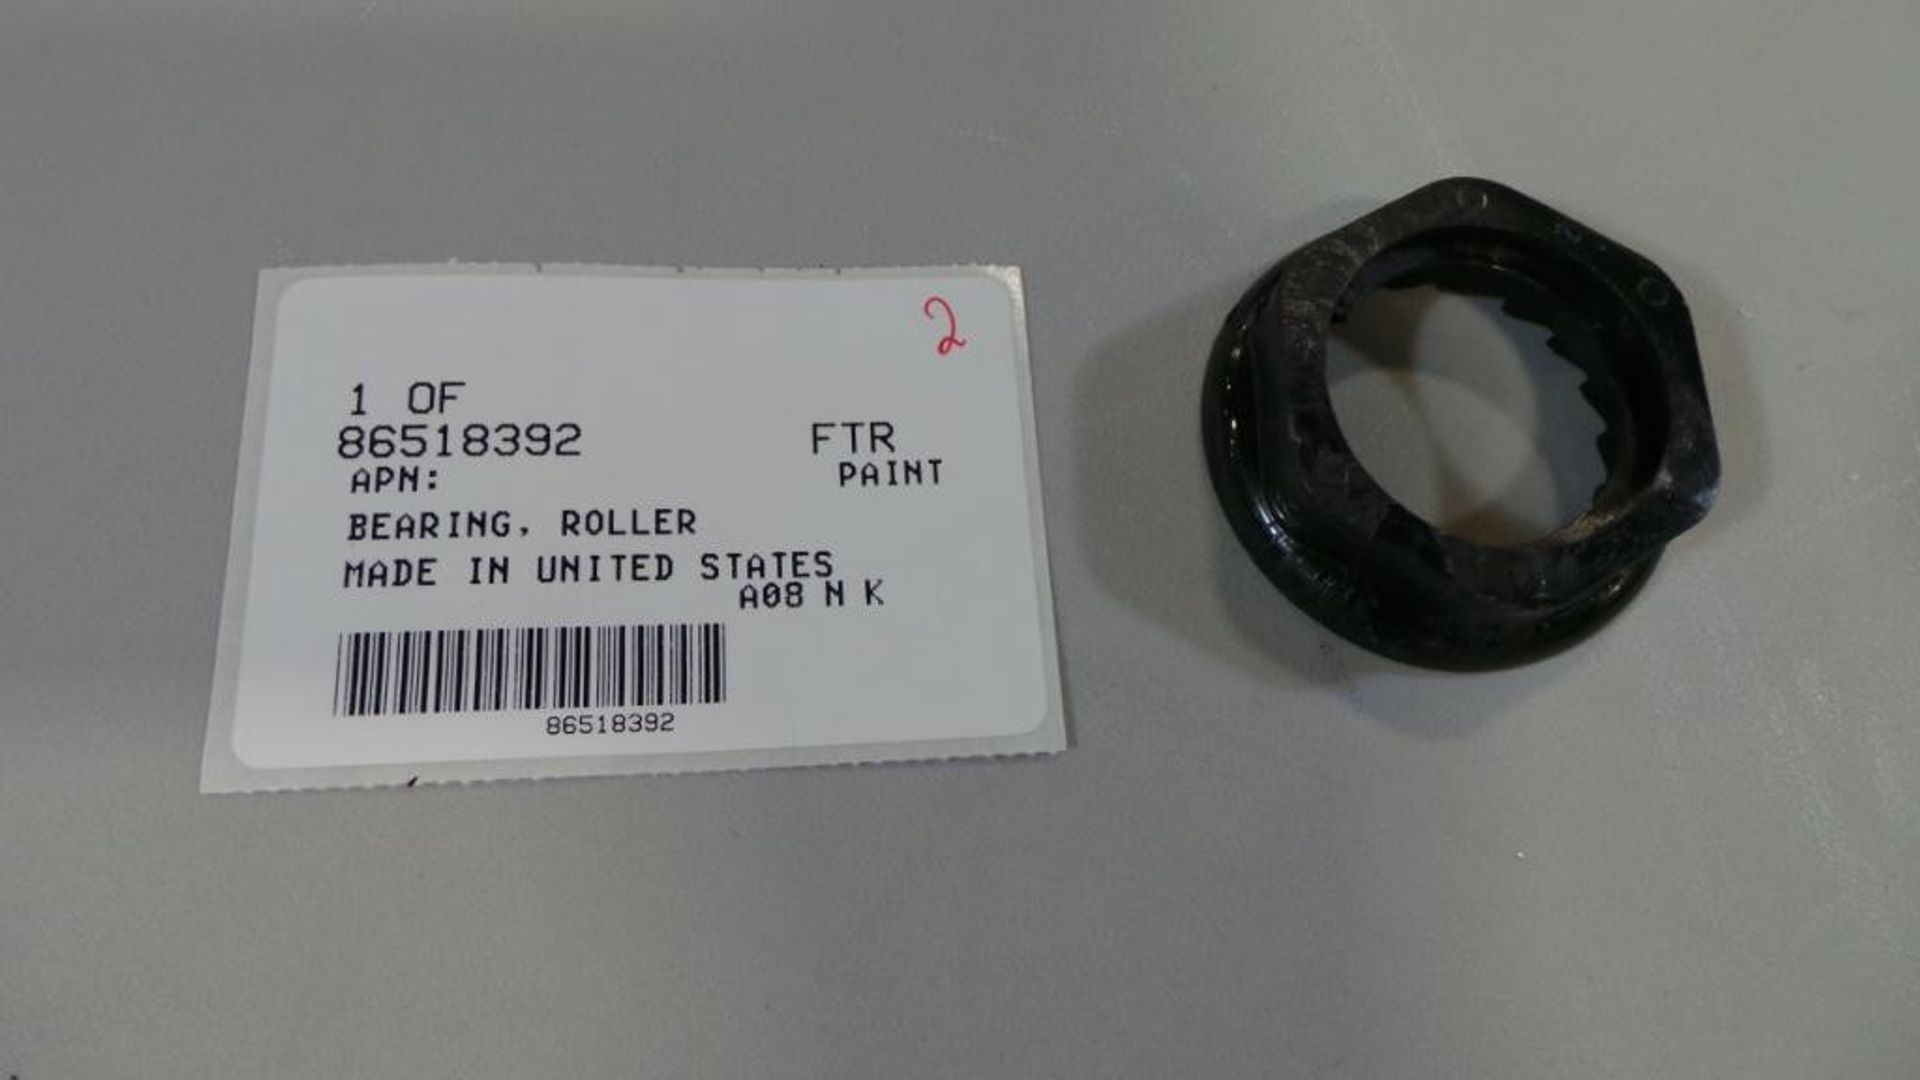 2
1 OF
86518392 FTR
APN: PAINT
BEARING, ROLLER
MADE IN UNITED STATES
A08 N K
86518392